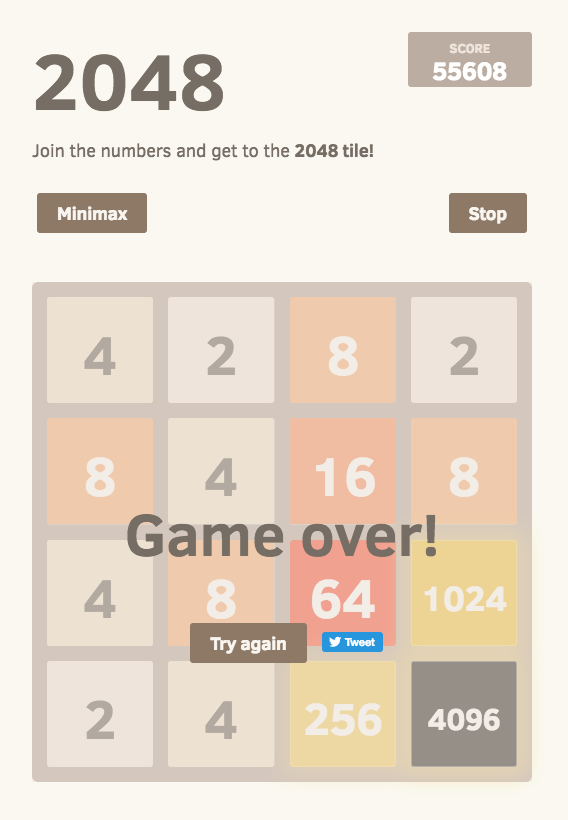 2048
SCORE
55608
Join the numbers and get to the 2048 tile!
Minimax
Stop
4 2 8 2
8 4 16 8
Game over!
4 8 64 1024
Try again
Tweet
2 4 256 4096